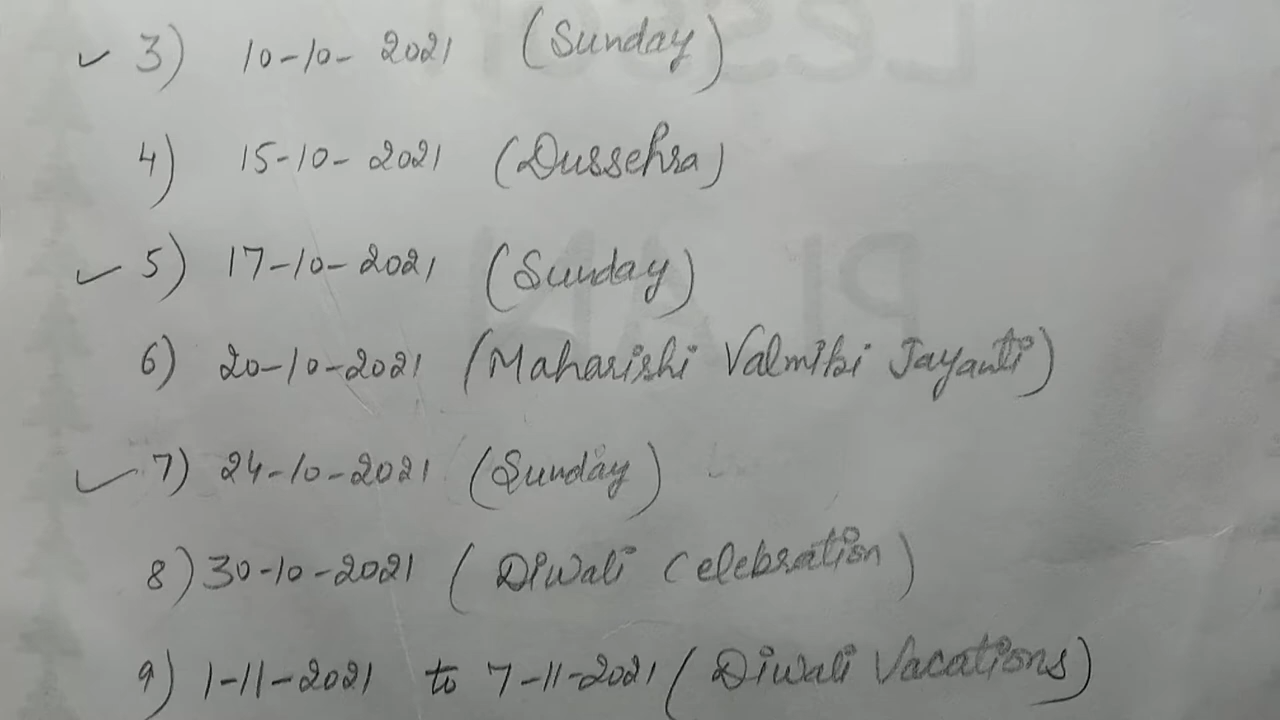 ✓ 3) 10-10-2021 (Sunday)
4) 15-10-2021 (Dussehra)
✓ 5) 17-10-2021 (Sunday)
6) 20-10-2021 (Maharishi Valmiki Jayanti)
✓ 7) 24-10-2021 (Sunday)
8) 30-10-2021 (Diwali Celebration)
9) 1-11-2021 to 7-11-2021 (Diwali Vacations)